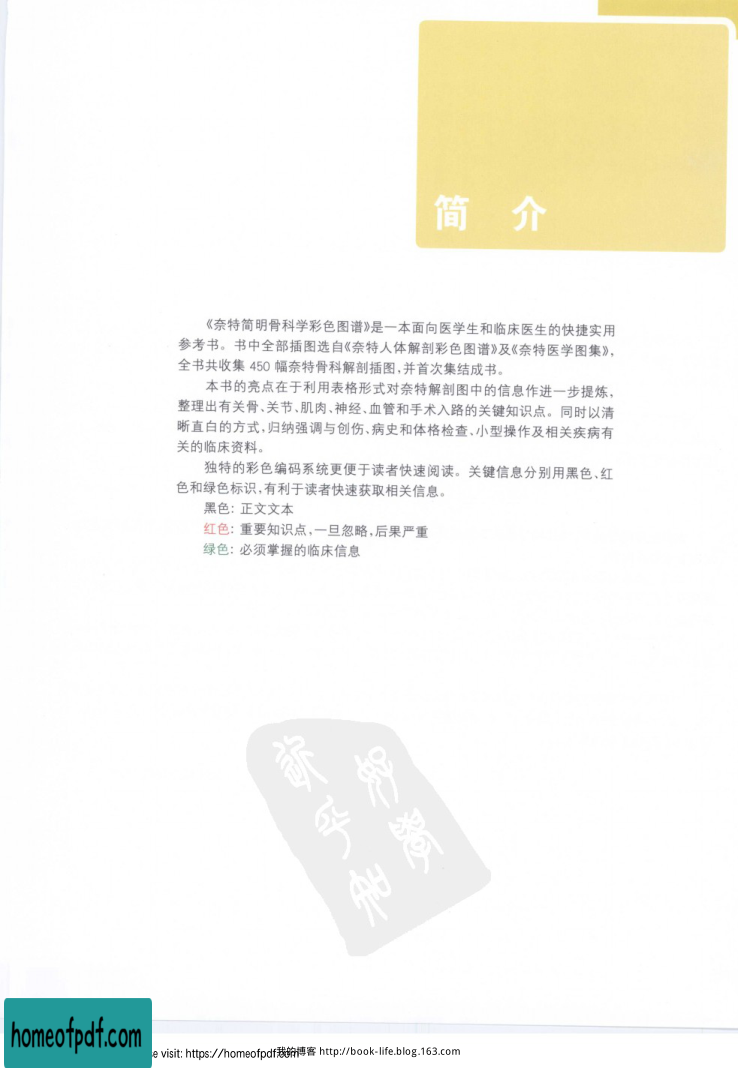 简 介
《奈特简明骨科学彩色图谱》是一本面向医学生和临床医生的快捷实用
参考书。书中全部插图选自《奈特人体解剖彩色图谱》及《奈特医学图集》，
全书共收集 450 幅奈特骨科解剖插图，并首次集结成书。
本书的亮点在于利用表格形式对奈特解剖图中的信息作进一步提炼，
整理出有关骨、关节、肌肉、神经、血管和手术入路的关键知识点。同时以清
晰直白的方式，归纳强调与创伤、病史和体格检查、小型操作及相关疾病有
关的临床资料。
独特的彩色编码系统更便于读者快速阅读。关键信息分别用黑色、红
色和绿色标识，有利于读者快速获取相关信息。
黑色：正文文本
红色：重要知识点，一旦忽略，后果严重
绿色：必须掌握的临床信息
好學
近乎知
homeofpdf.com
e visit: https://homeofpdf.com
我的博客 http://book-life.blog.163.com